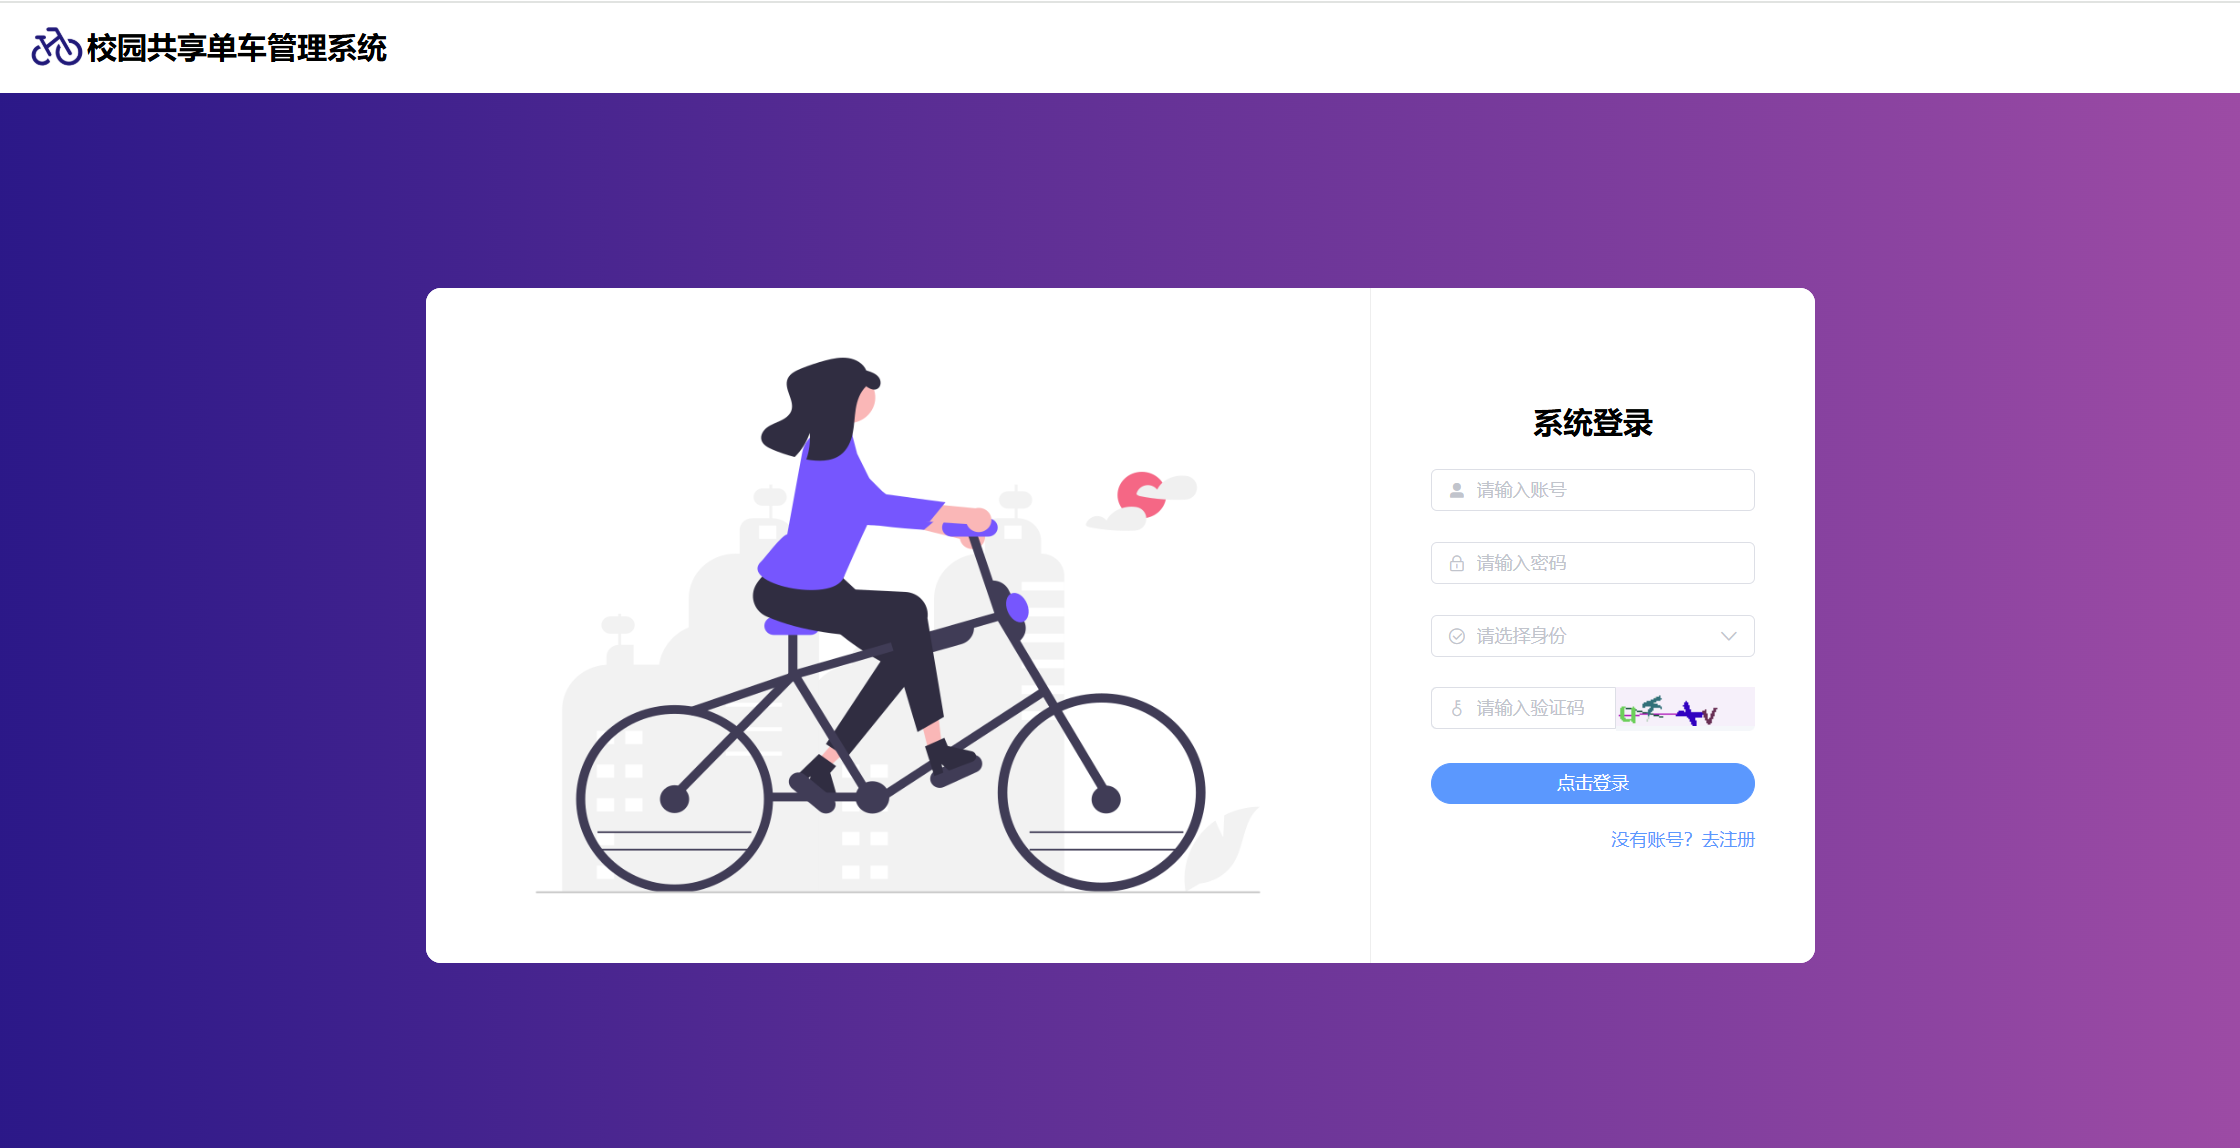 校园共享单车管理系统
系统登录
请输入账号
请输入密码
请选择身份
请输入验证码
点击登录
没有账号？去注册